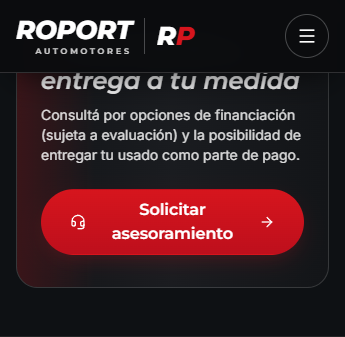 ROPORT
AUTOMOTORES
RP
entrega a tu medida
Consultá por opciones de financiación
(sujeta a evaluación) y la posibilidad de
entregar tu usado como parte de pago.
Solicitar
asesoramiento